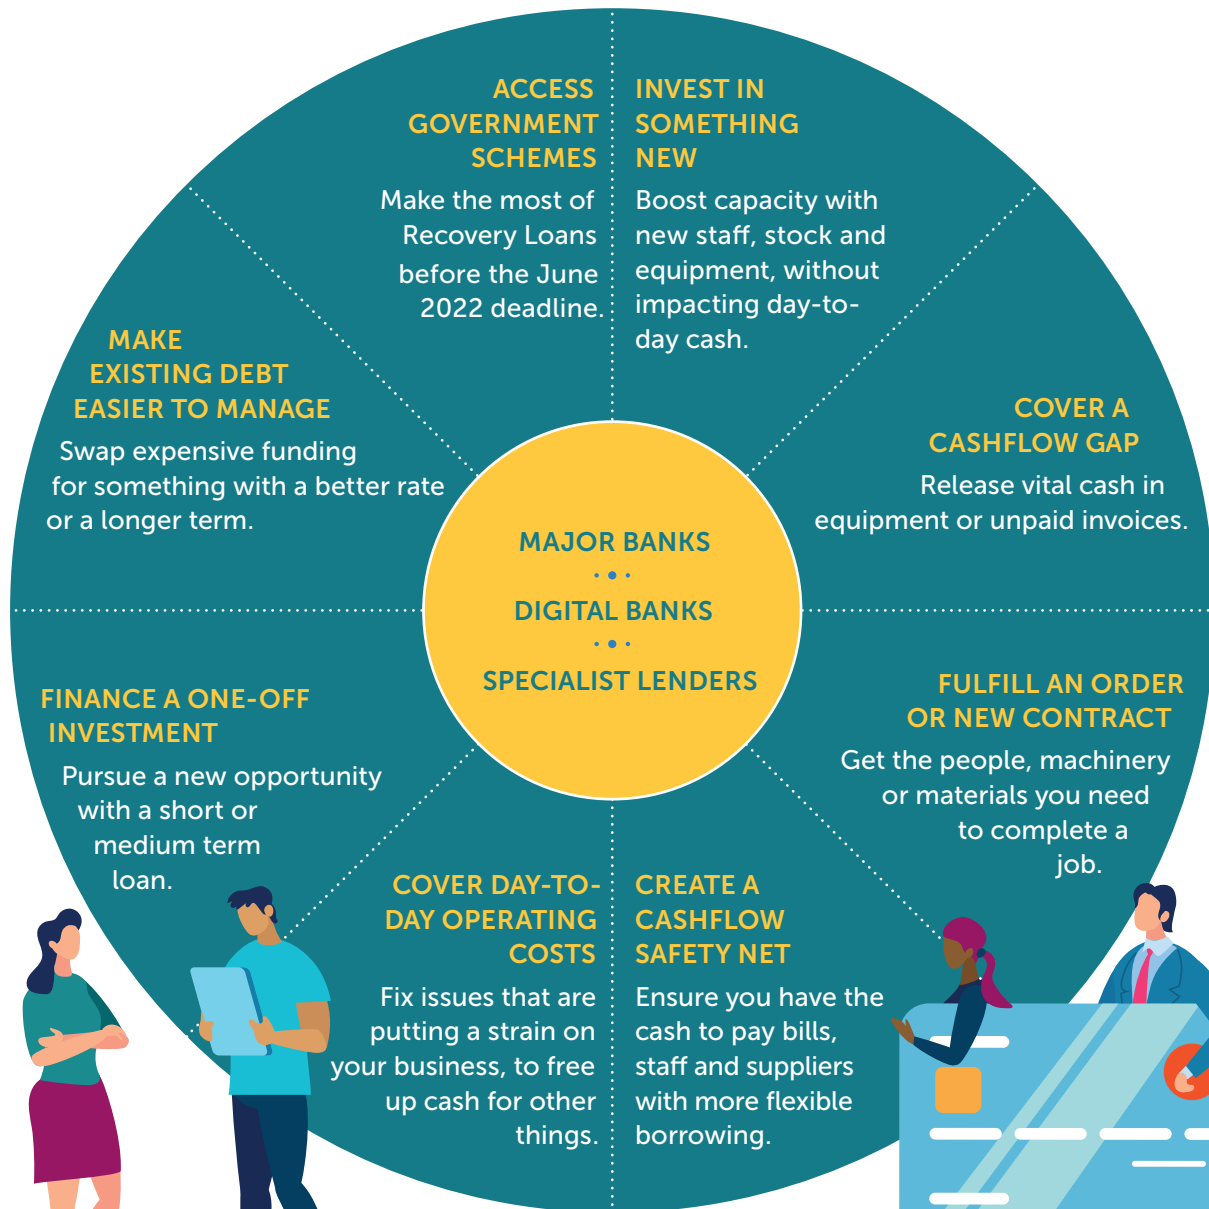 ACCESS
GOVERNMENT
SCHEMES
Make the most of
Recovery Loans
before the June
2022 deadline.
INVEST IN
SOMETHING
NEW
Boost capacity with
new staff, stock and
equipment, without
impacting day-to-
day cash.
MAKE
EXISTING DEBT
EASIER TO MANAGE
Swap expensive funding
for something with a better rate
or a longer term.
COVER A
CASHFLOW GAP
Release vital cash in
equipment or unpaid invoices.
MAJOR BANKS
DIGITAL BANKS
SPECIALIST LENDERS
FINANCE A ONE-OFF
INVESTMENT
Pursue a new opportunity
with a short or
medium term
loan.
FULFILL AN ORDER
OR NEW CONTRACT
Get the people, machinery
or materials you need
to complete a
job.
COVER DAY-TO-
DAY OPERATING
COSTS
Fix issues that are
putting a strain on
your business, to free
up cash for other
things.
CREATE A
CASHFLOW
SAFETY NET
Ensure you have the
cash to pay bills,
staff and suppliers
with more flexible
borrowing.